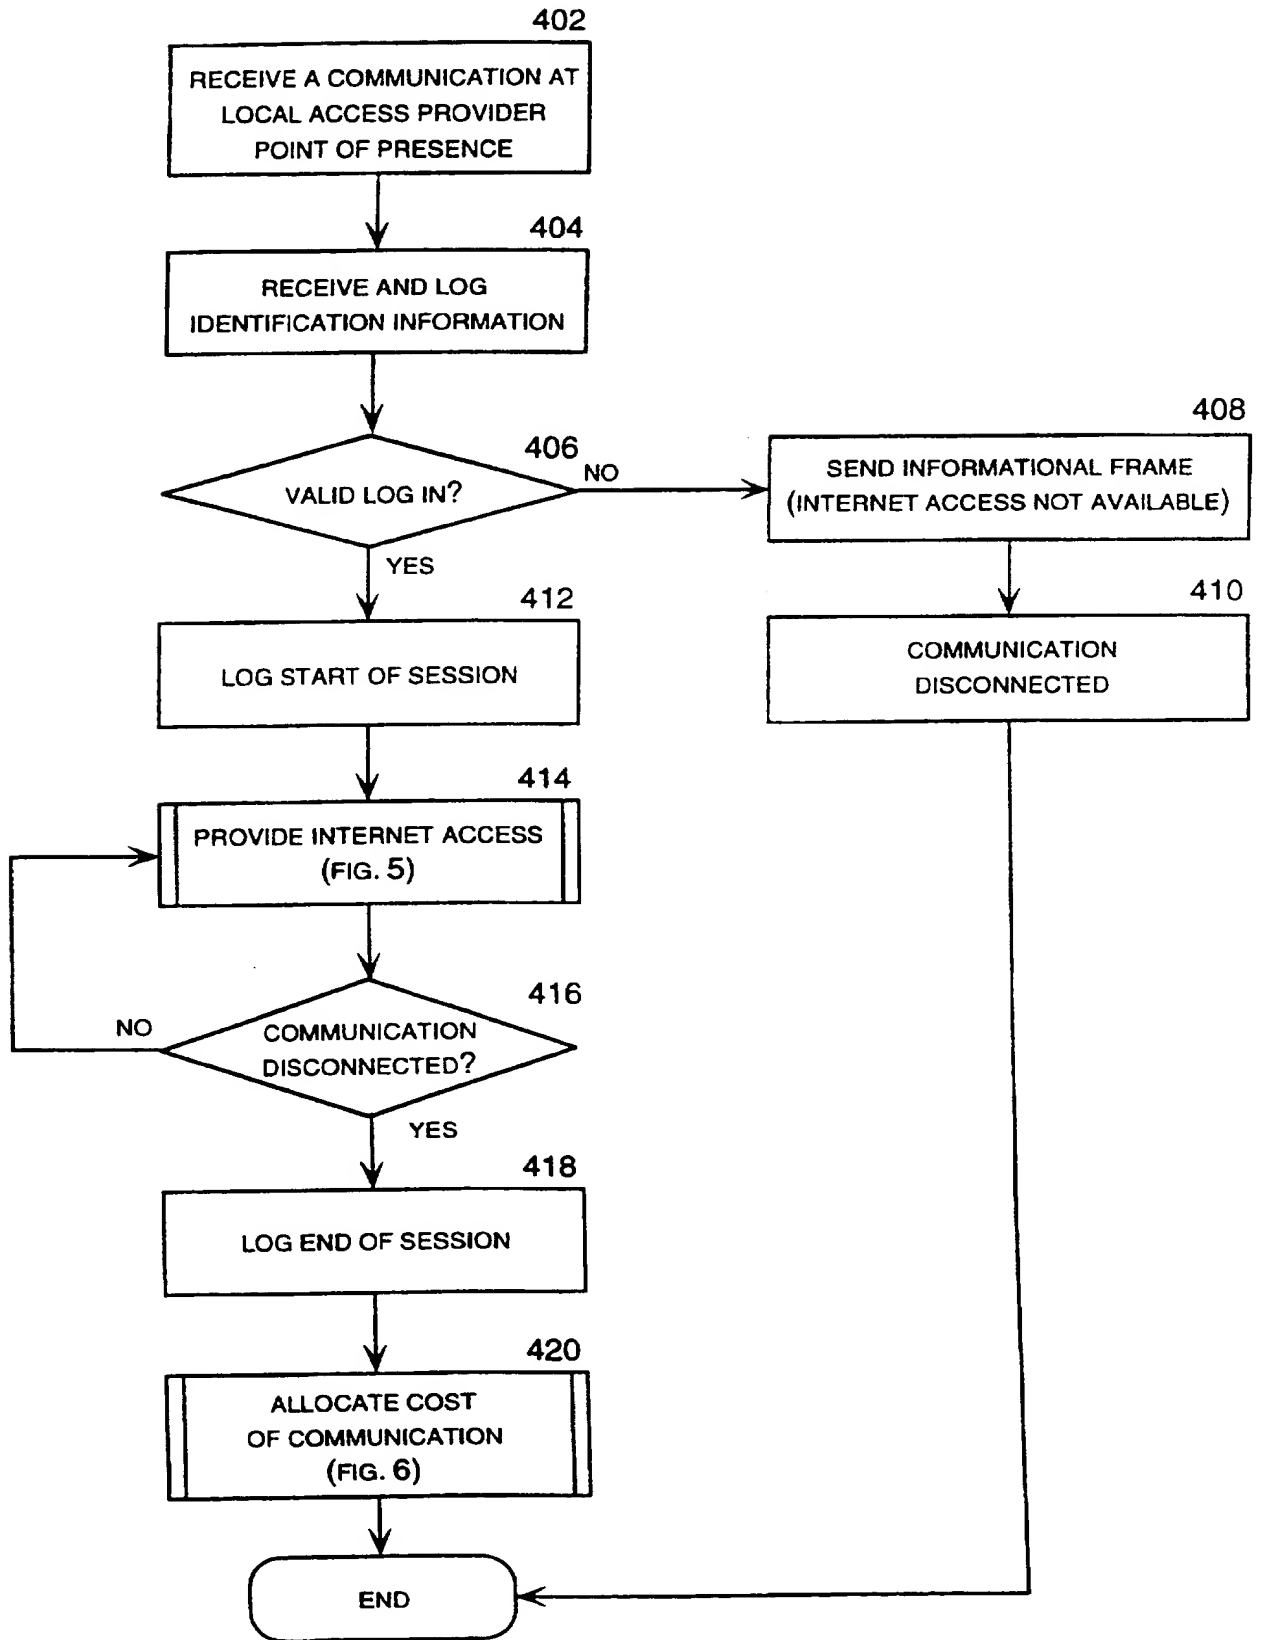 402
RECEIVE A COMMUNICATION AT
LOCAL ACCESS PROVIDER
POINT OF PRESENCE
404
RECEIVE AND LOG
IDENTIFICATION INFORMATION
406
VALID LOG IN?
NO
YES
408
SEND INFORMATIONAL FRAME
(INTERNET ACCESS NOT AVAILABLE)
410
COMMUNICATION
DISCONNECTED
412
LOG START OF SESSION
414
PROVIDE INTERNET ACCESS
(FIG. 5)
416
COMMUNICATION
DISCONNECTED?
NO
YES
418
LOG END OF SESSION
420
ALLOCATE COST
OF COMMUNICATION
(FIG. 6)
END